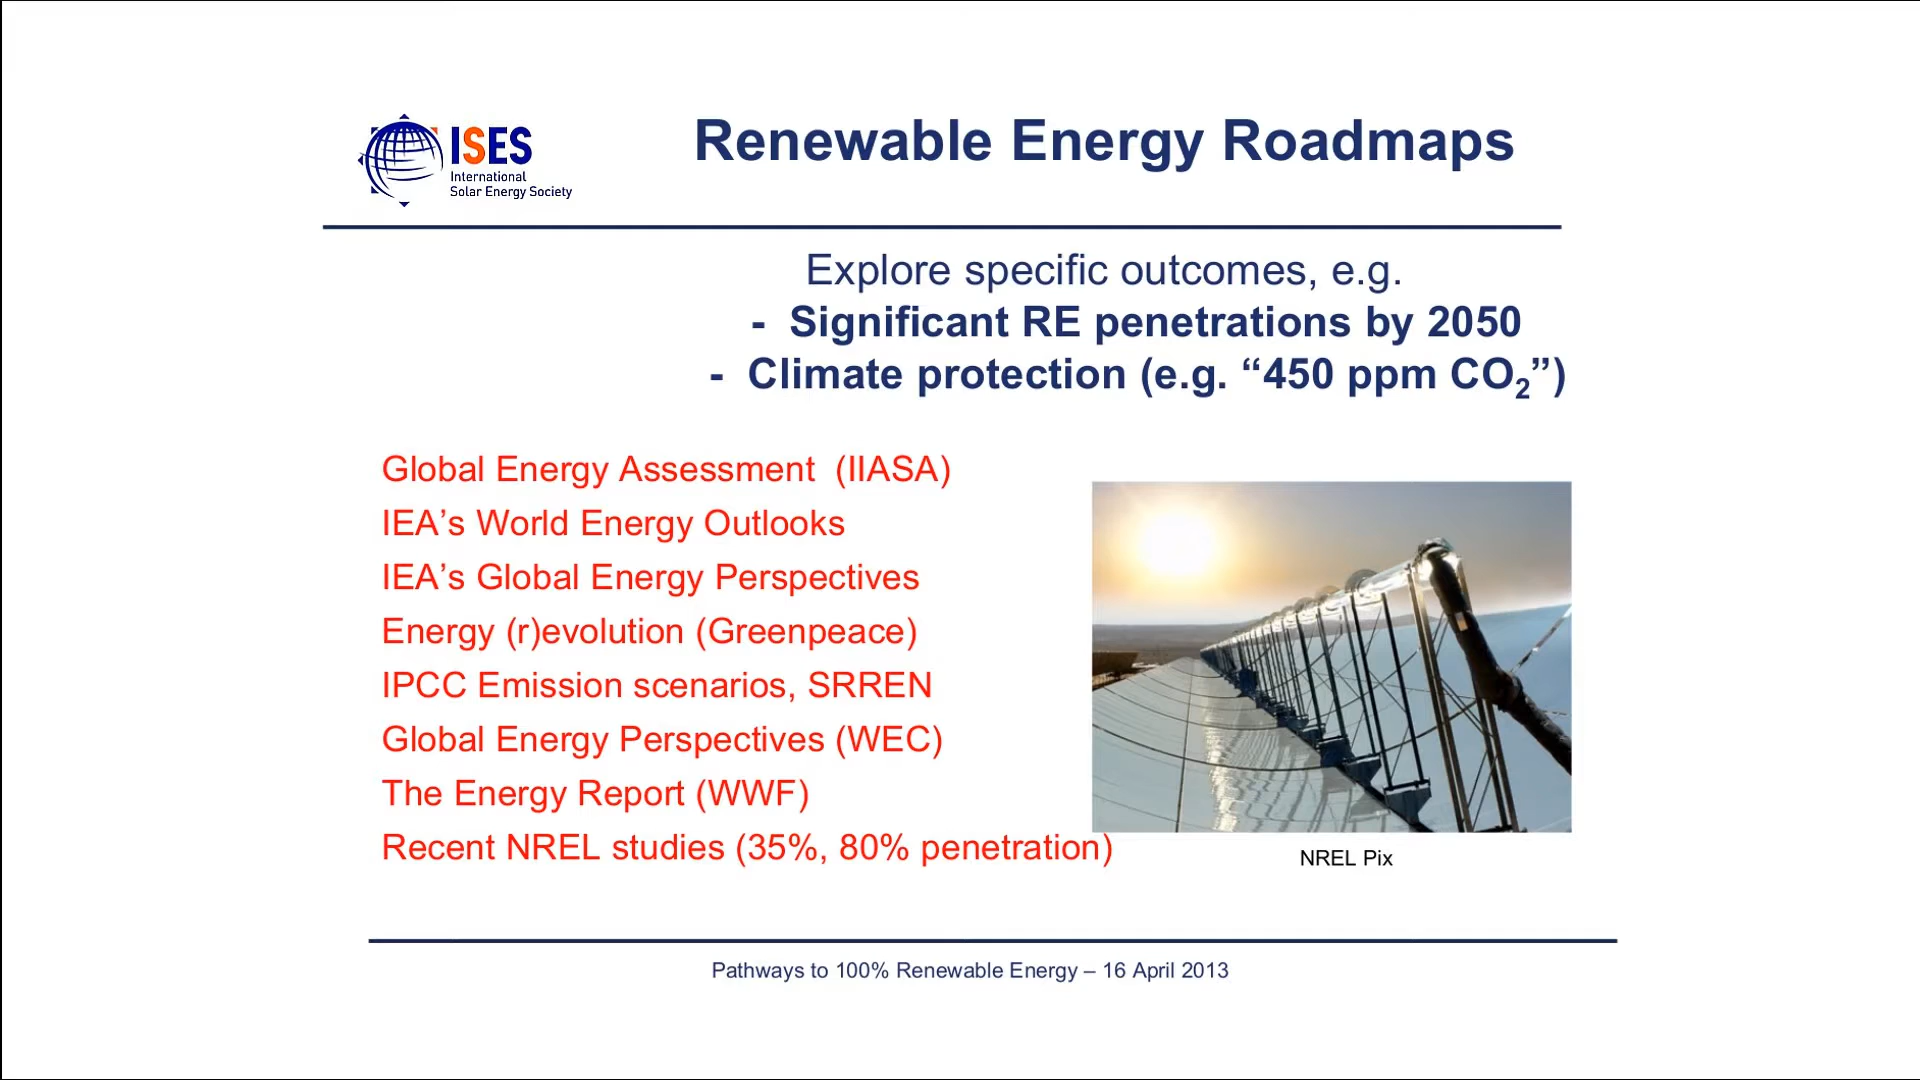 ISES
International
Solar Energy Society
Renewable Energy Roadmaps
Explore specific outcomes, e.g.
- Significant RE penetrations by 2050
- Climate protection (e.g. “450 ppm CO₂”)
Global Energy Assessment (IIASA)
IEA’s World Energy Outlooks
IEA’s Global Energy Perspectives
Energy (r)evolution (Greenpeace)
IPCC Emission scenarios, SRREN
Global Energy Perspectives (WEC)
The Energy Report (WWF)
Recent NREL studies (35%, 80% penetration)
NREL Pix
Pathways to 100% Renewable Energy – 16 April 2013